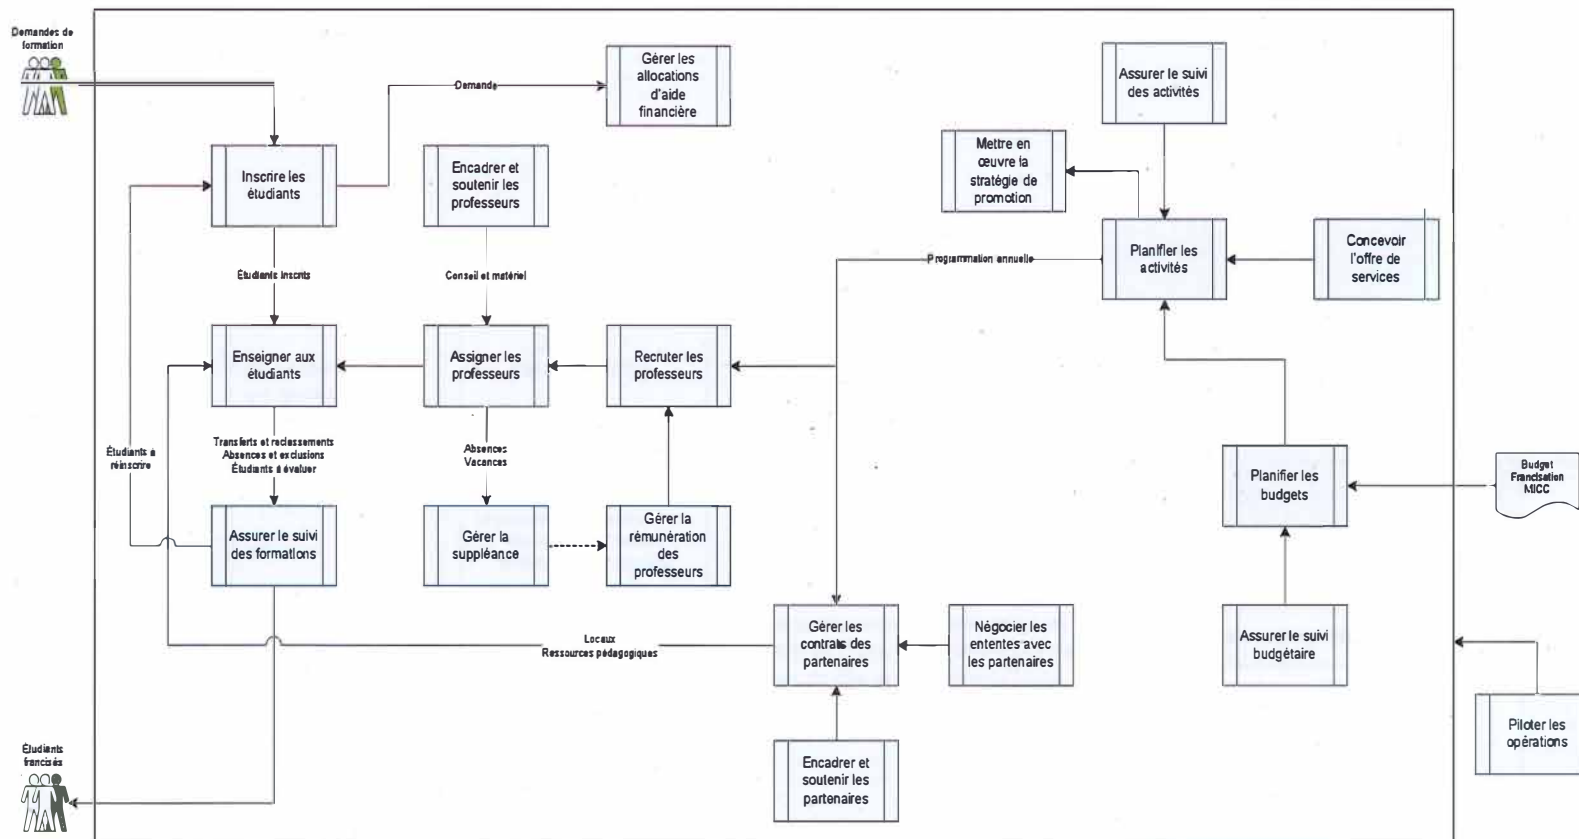 Demandes de
formation
Gérer les
allocations
d'aide
financière
Assurer le suivi
des activités
Demande
Inscrire les
étudiants
Encadrer et
soutenir les
professeurs
Mettre en
œuvre la
stratégie de
promotion
Planifier les
activités
Concevoir
l'offre de
services
Étudiants inscrits
Conseil et matériel
Programmation annuelle
Enseigner aux
étudiants
Assigner les
professeurs
Recruter les
professeurs
Étudiants à
réinscrire
Transferts et reclassements
Absences et exclusions
Étudiants à évaluer
Absences
Vacances
Planifier les
budgets
Budget
Francisation
MICC
Assurer le suivi
des formations
Gérer la
suppléance
Gérer la
rémunération
des
professeurs
Locaux
Ressources pédagogiques
Gérer les
contrats des
partenaires
Négocier les
ententes avec
les partenaires
Assurer le suivi
budgétaire
Piloter les
opérations
Étudiants
francisés
Encadrer et
soutenir les
partenaires